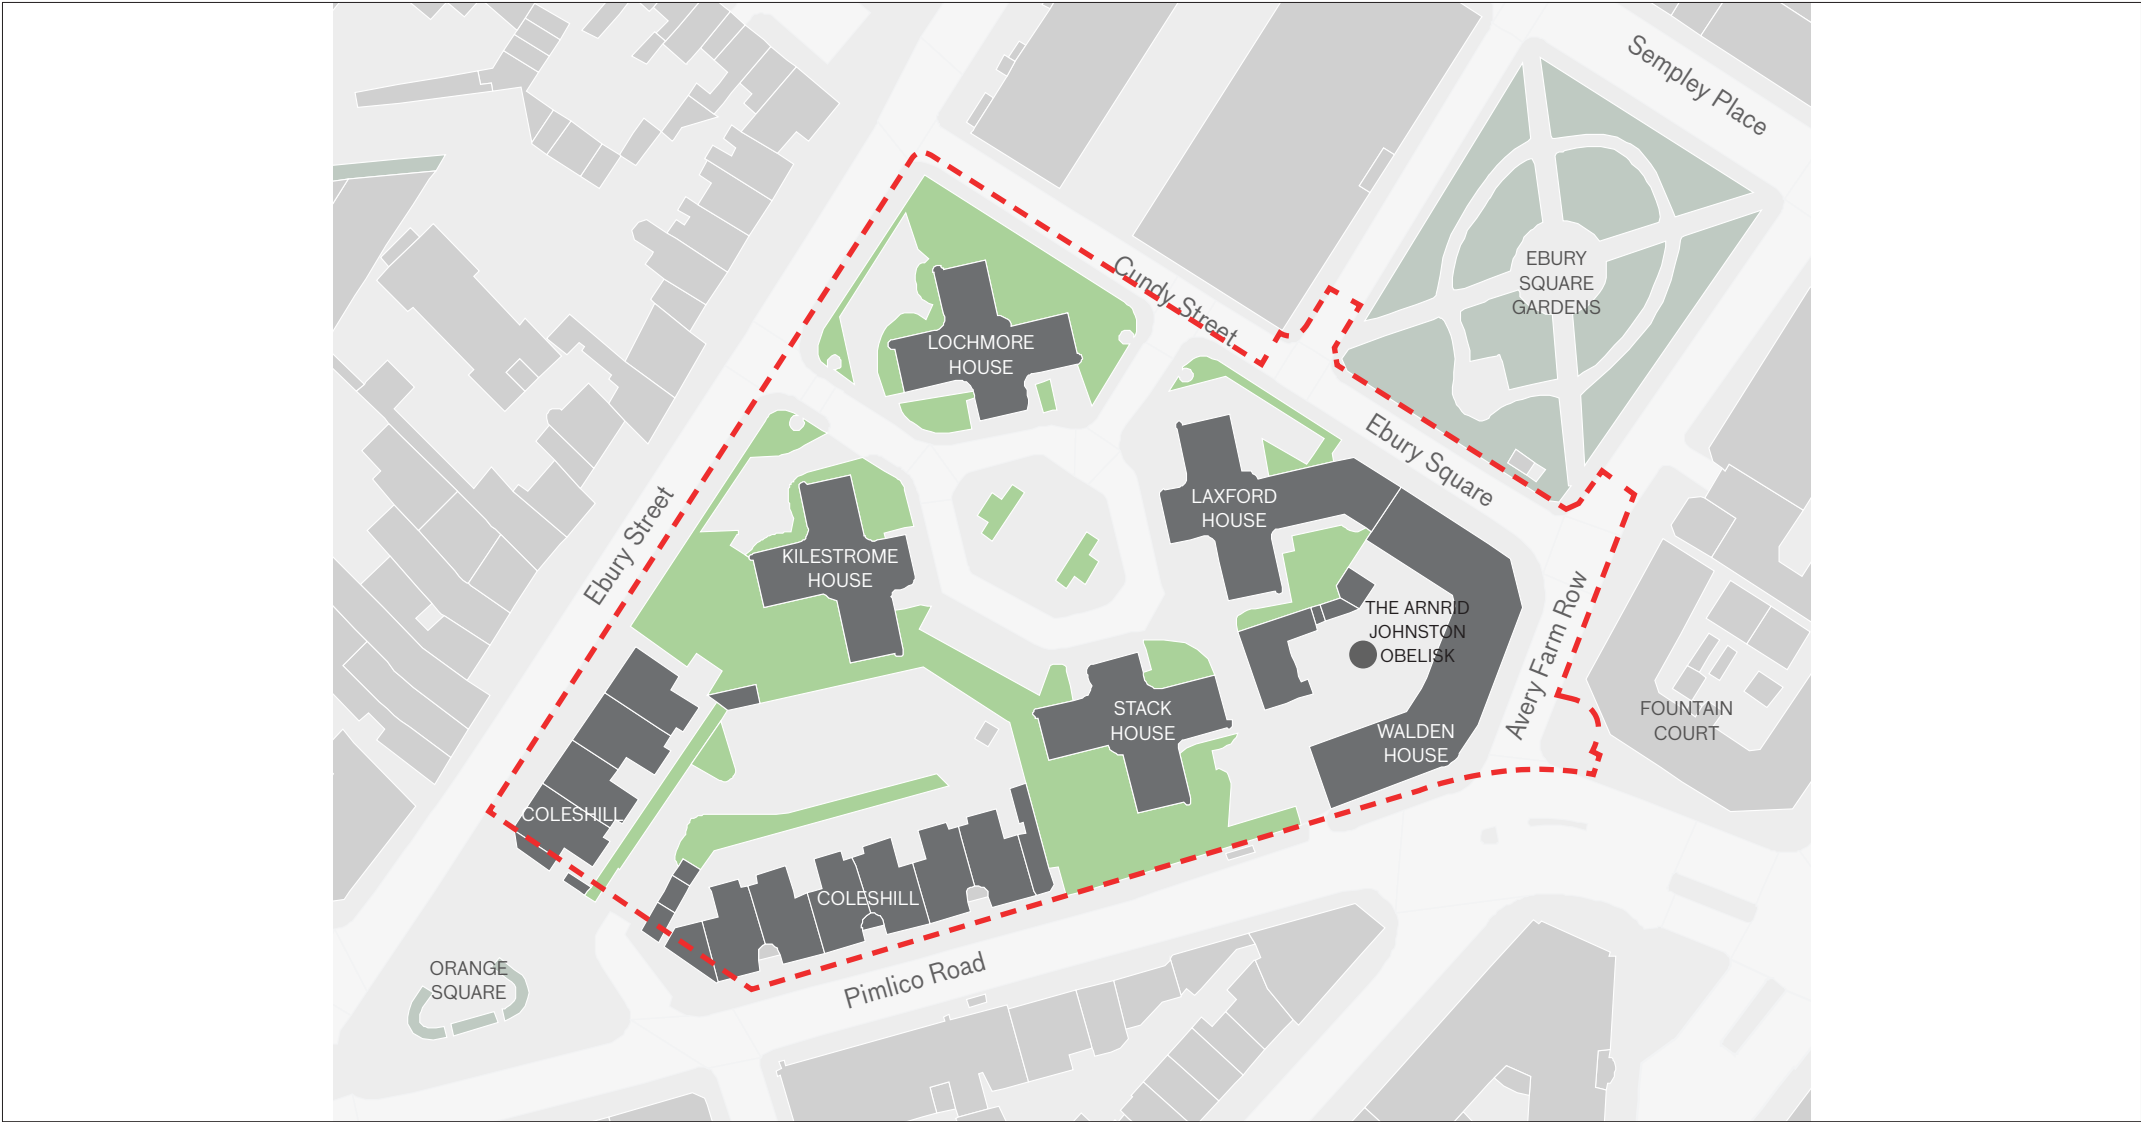 Sempley Place
EBURY
SQUARE
GARDENS
Cundy Street
LOCHMORE
HOUSE
Ebury Square
LAXFORD
HOUSE
Ebury Street
KILESTROME
HOUSE
THE ARNRID
JOHNSTON
OBELISK
Avery Farm Row
STACK
HOUSE
FOUNTAIN
COURT
WALDEN
HOUSE
COLESHILL
COLESHILL
ORANGE
SQUARE
Pimlico Road